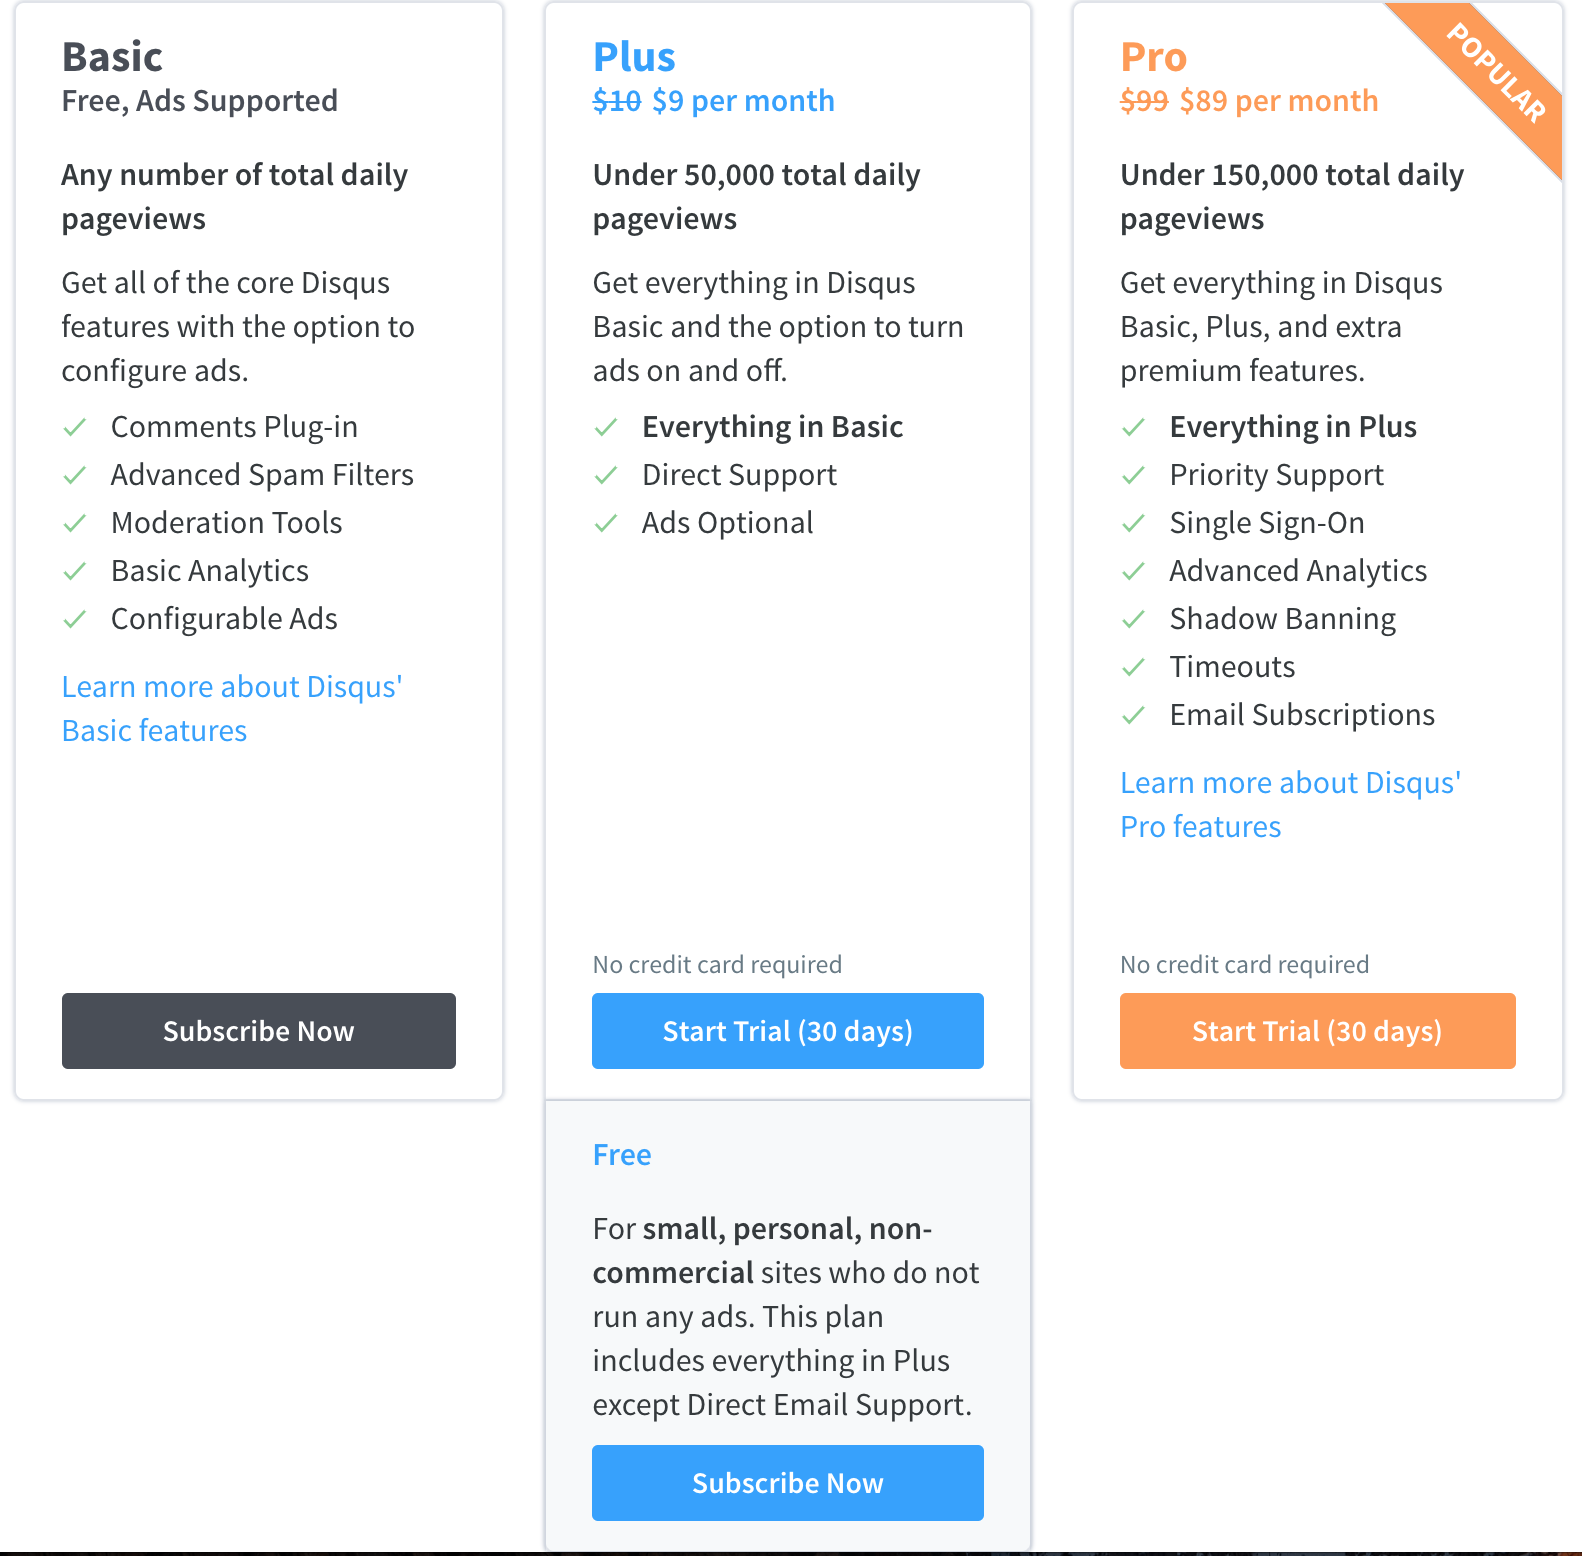 Basic
Free, Ads Supported
Any number of total daily
pageviews
Get all of the core Disqus
features with the option to
configure ads.
Comments Plug-in
Advanced Spam Filters
Moderation Tools
Basic Analytics
Configurable Ads
Learn more about Disqus'
Basic features
Subscribe Now
Plus
$10 $9 per month
Under 50,000 total daily
pageviews
Get everything in Disqus
Basic and the option to turn
ads on and off.
Everything in Basic
Direct Support
Ads Optional
No credit card required
Start Trial (30 days)
Free
For small, personal, non-
commercial sites who do not
run any ads. This plan
includes everything in Plus
except Direct Email Support.
Subscribe Now
POPULAR
Pro
$99 $89 per month
Under 150,000 total daily
pageviews
Get everything in Disqus
Basic, Plus, and extra
premium features.
Everything in Plus
Priority Support
Single Sign-On
Advanced Analytics
Shadow Banning
Timeouts
Email Subscriptions
Learn more about Disqus'
Pro features
No credit card required
Start Trial (30 days)